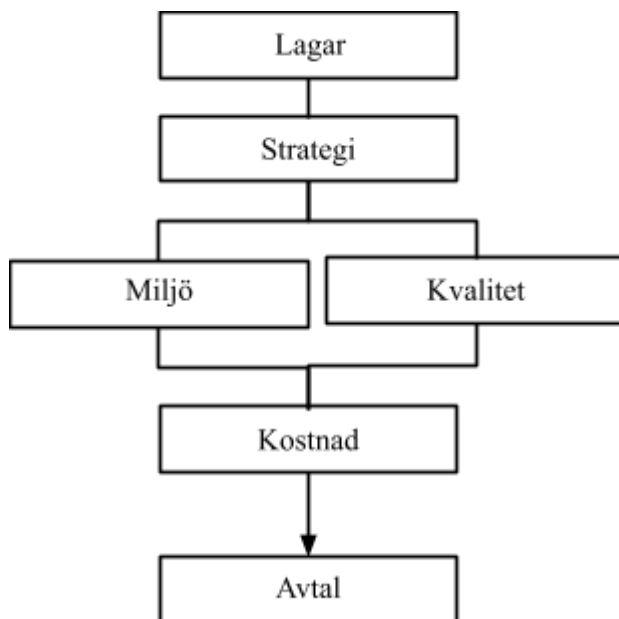 Lagar
Strategi
Miljö
Kvalitet
Kostnad
Avtal